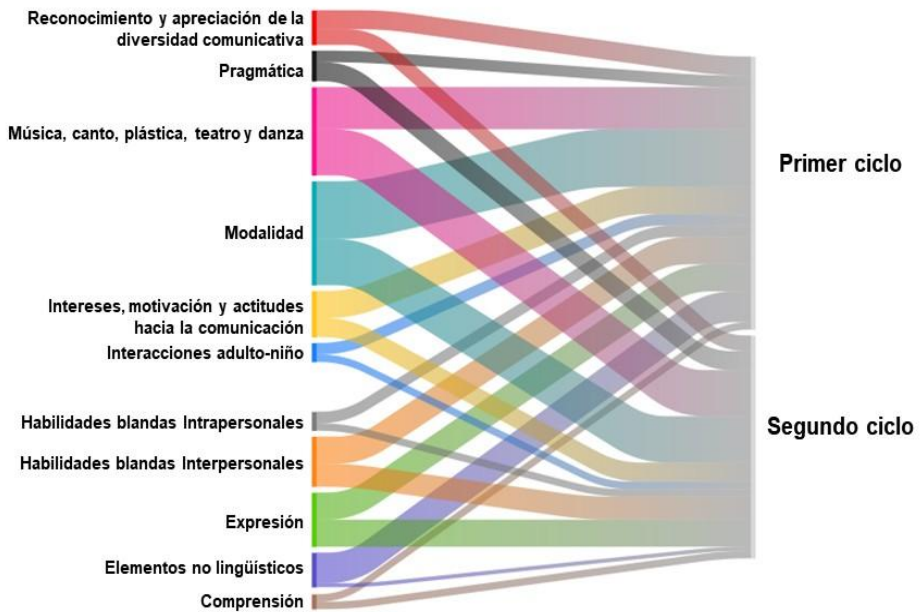 Reconocimiento y apreciación de la
diversidad comunicativa
Pragmática
Música, canto, plástica, teatro y danza
Modalidad
Intereses, motivación y actitudes
hacia la comunicación
Interacciones adulto-niño
Habilidades blandas Intrapersonales
Habilidades blandas Interpersonales
Expresión
Elementos no lingüísticos
Comprensión
Primer ciclo
Segundo ciclo